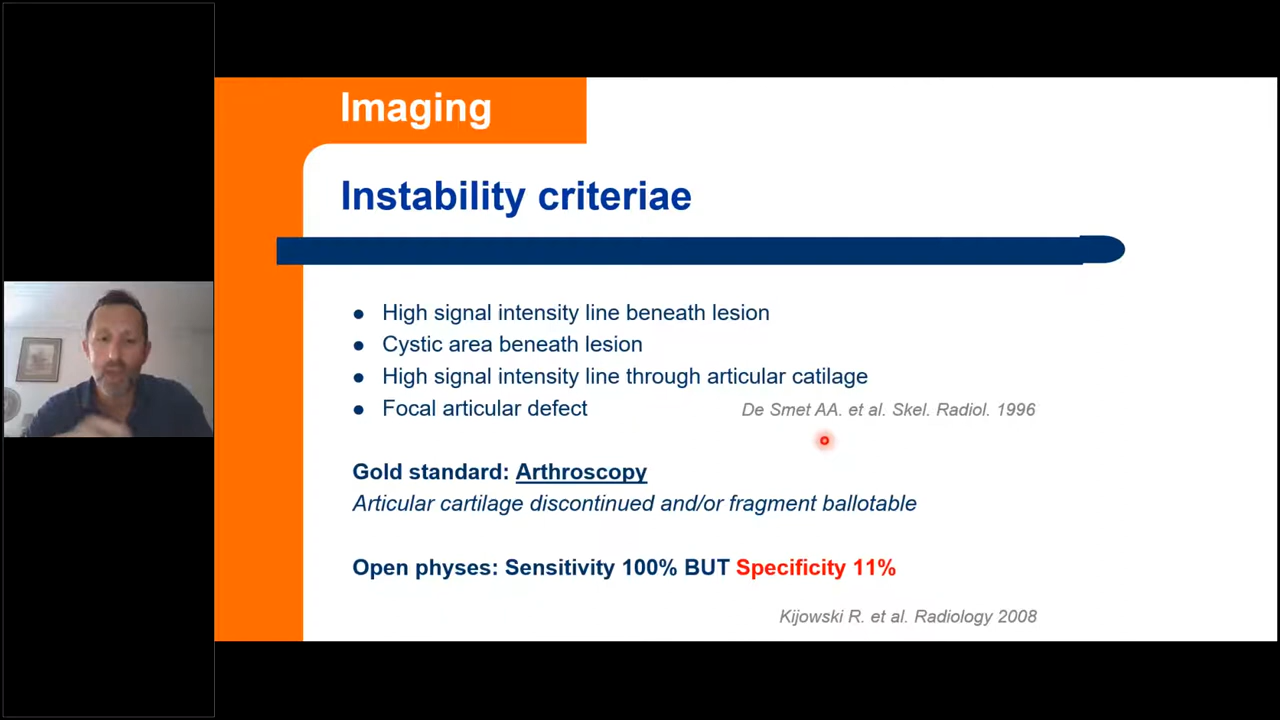 Imaging
Instability criteriae
● High signal intensity line beneath lesion
● Cystic area beneath lesion
● High signal intensity line through articular catilage
● Focal articular defect De Smet AA. et al. Skel. Radiol. 1996
Gold standard: Arthroscopy
Articular cartilage discontinued and/or fragment ballotable
Open physes: Sensitivity 100% BUT Specificity 11%
Kijowski R. et al. Radiology 2008